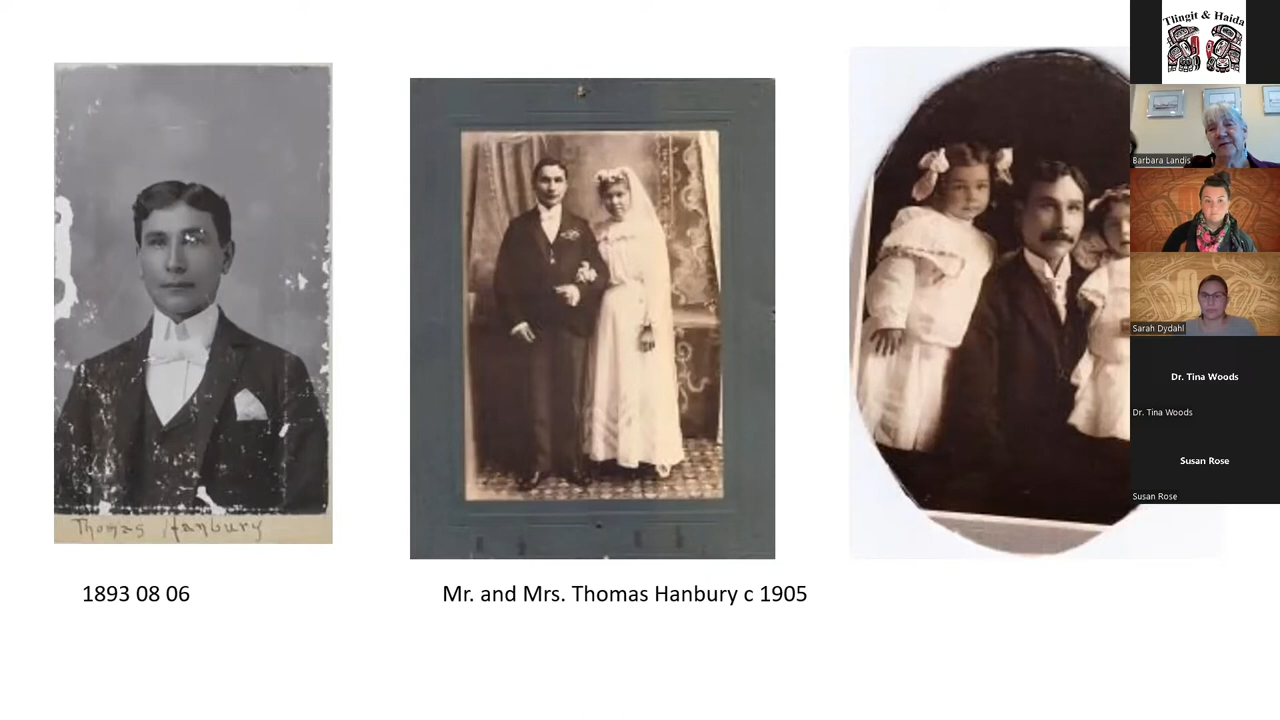 Thomas Hanbury
1893 08 06
Mr. and Mrs. Thomas Hanbury c 1905
Tlingit & Haida
Barbara Landis
Sarah Dydahl
Dr. Tina Woods
Dr. Tina Woods
Susan Rose
Susan Rose